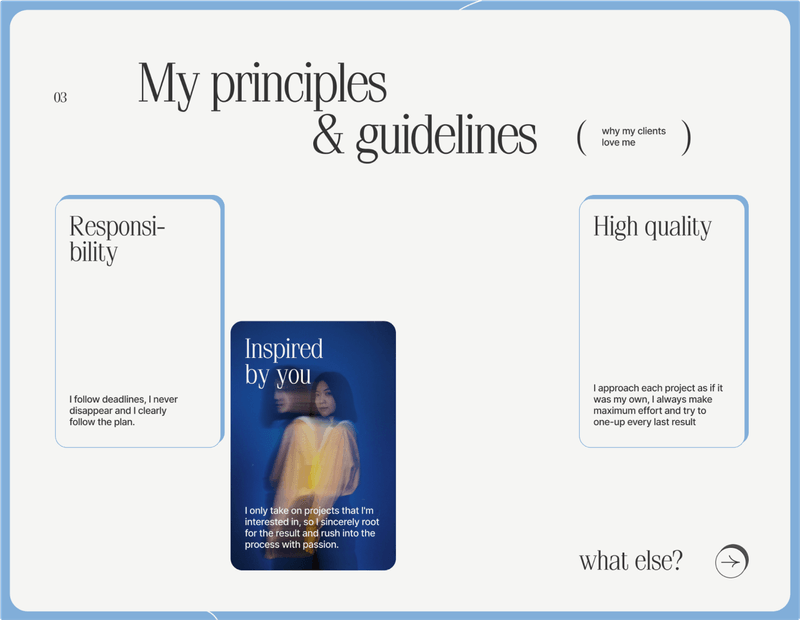 03
My principles
& guidelines
( why my clients
love me )
Responsi-
bility
I follow deadlines, I never
disappear and I clearly
follow the plan.
Inspired
by you
I only take on projects that I'm
interested in, so I sincerely root
for the result and rush into the
process with passion.
High quality
I approach each project as if it
was my own, I always make
maximum effort and try to
one-up every last result
what else?